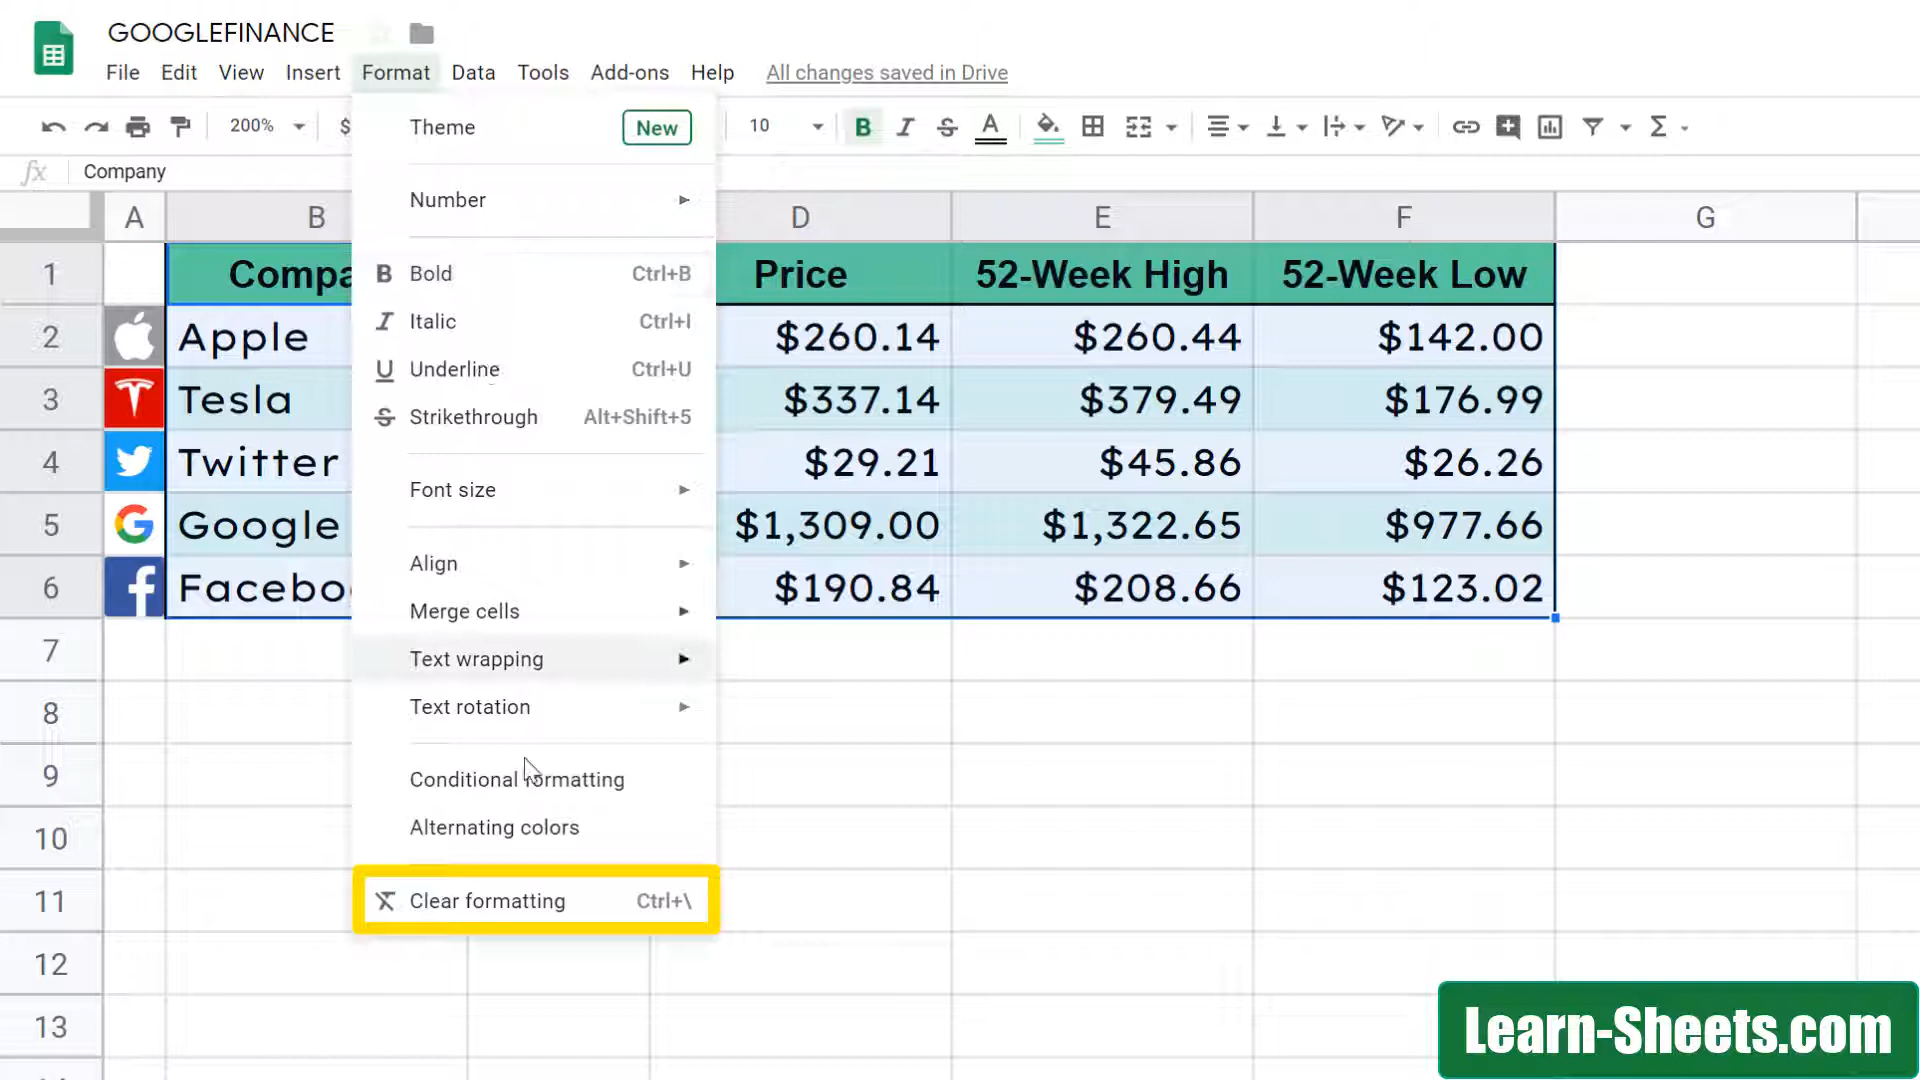 GOOGLEFINANCE
File Edit View Insert Format Data Tools Add-ons Help All changes saved in Drive
200% $ 10 B
fx Company
A B D E F G
1 Compa Price 52-Week High 52-Week Low
2 Apple $260.14 $260.44 $142.00
3 Tesla $337.14 $379.49 $176.99
4 Twitter $29.21 $45.86 $26.26
5 Google $1,309.00 $1,322.65 $977.66
6 Facebo $190.84 $208.66 $123.02
7
8
9
10
11
12
13
Theme New
Number
B Bold Ctrl+B
I Italic Ctrl+I
U Underline Ctrl+U
S Strikethrough Alt+Shift+5
Font size
Align
Merge cells
Text wrapping
Text rotation
Conditional formatting
Alternating colors
Clear formatting Ctrl+\
Learn-Sheets.com